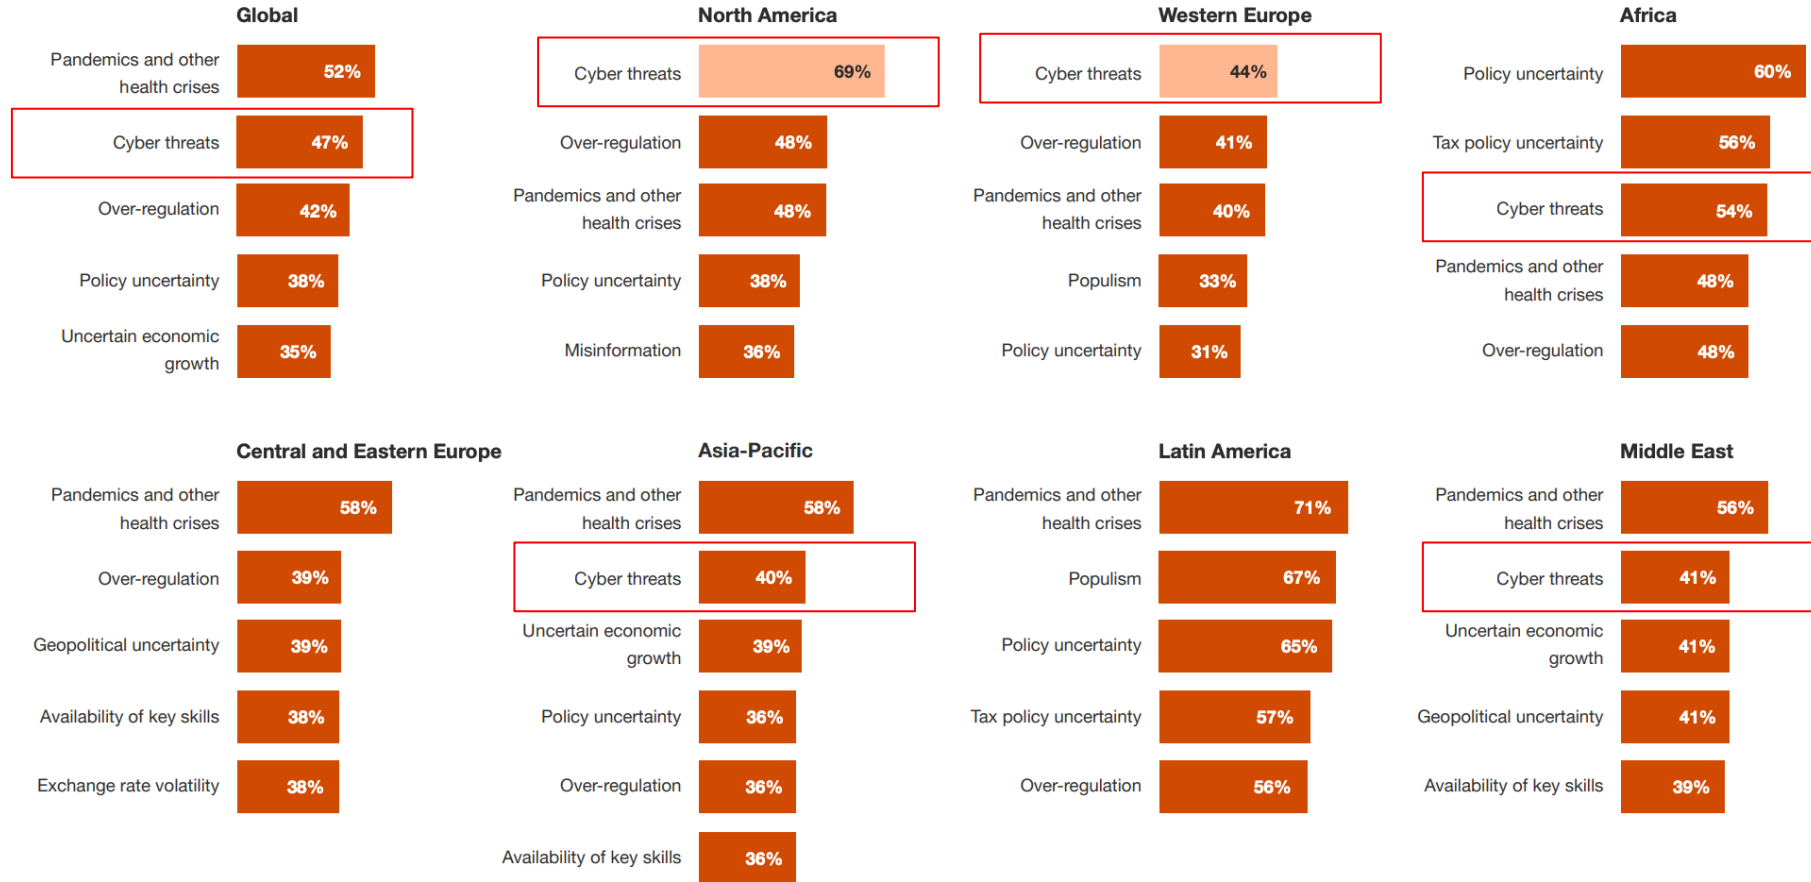 Global
Pandemics and other
health crises
52%
Cyber threats
47%
Over-regulation
42%
Policy uncertainty
38%
Uncertain economic
growth
35%
North America
Cyber threats
69%
Over-regulation
48%
Pandemics and other
health crises
48%
Policy uncertainty
38%
Misinformation
36%
Western Europe
Cyber threats
44%
Over-regulation
41%
Pandemics and other
health crises
40%
Populism
33%
Policy uncertainty
31%
Africa
Policy uncertainty
60%
Tax policy uncertainty
56%
Cyber threats
54%
Pandemics and other
health crises
48%
Over-regulation
48%
Central and Eastern Europe
Pandemics and other
health crises
58%
Over-regulation
39%
Geopolitical uncertainty
39%
Availability of key skills
38%
Exchange rate volatility
38%
Asia-Pacific
Pandemics and other
health crises
58%
Cyber threats
40%
Uncertain economic
growth
39%
Policy uncertainty
36%
Over-regulation
36%
Availability of key skills
36%
Latin America
Pandemics and other
health crises
71%
Populism
67%
Policy uncertainty
65%
Tax policy uncertainty
57%
Over-regulation
56%
Middle East
Pandemics and other
health crises
56%
Cyber threats
41%
Uncertain economic
growth
41%
Geopolitical uncertainty
41%
Availability of key skills
39%